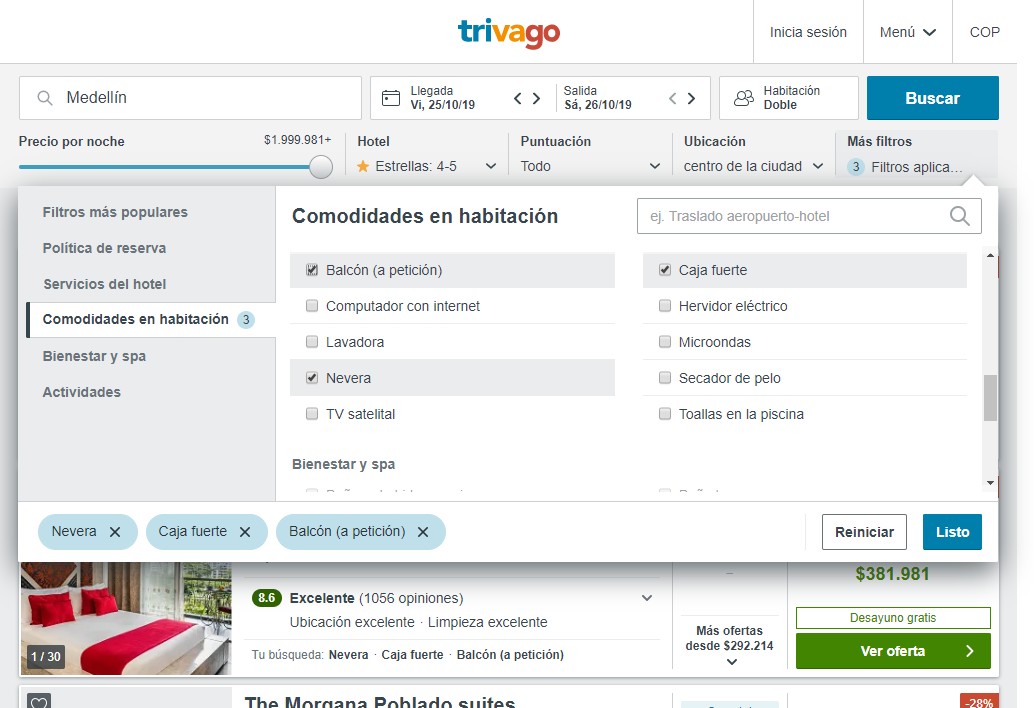 trivago
Inicia sesión
Menú
COP
Medellín
Llegada
Vi, 25/10/19
Salida
Sá, 26/10/19
Habitación
Doble
Buscar
Precio por noche
$1.999.981+
Hotel
Estrellas: 4-5
Puntuación
Todo
Ubicación
centro de la ciudad
Más filtros
3 Filtros aplica...
Filtros más populares
Política de reserva
Servicios del hotel
Comodidades en habitación 3
Bienestar y spa
Actividades
Comodidades en habitación
ej. Traslado aeropuerto-hotel
Balcón (a petición)
Caja fuerte
Computador con internet
Hervidor eléctrico
Lavadora
Microondas
Nevera
Secador de pelo
TV satelital
Toallas en la piscina
Bienestar y spa
Nevera
Caja fuerte
Balcón (a petición)
Reiniciar
Listo
1 / 30
8.6 Excelente (1056 opiniones)
Ubicación excelente · Limpieza excelente
Tu búsqueda: Nevera · Caja fuerte · Balcón (a petición)
Más ofertas
desde $292.214
$381.981
Desayuno gratis
Ver oferta
The Morgana Poblado suites
-28%